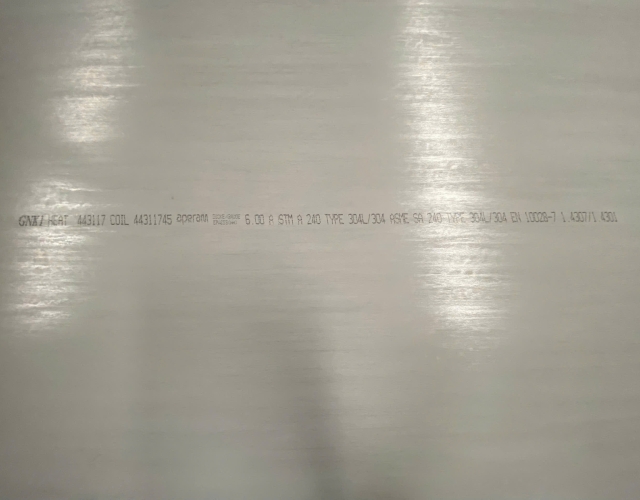 HEAT 443117 COIL 44311745 aperam 6.00 A STM A 240 TYPE 304L/304 ASME SA 240 TYPE 304L/304 EN 10028-7 1.4307/1.4301